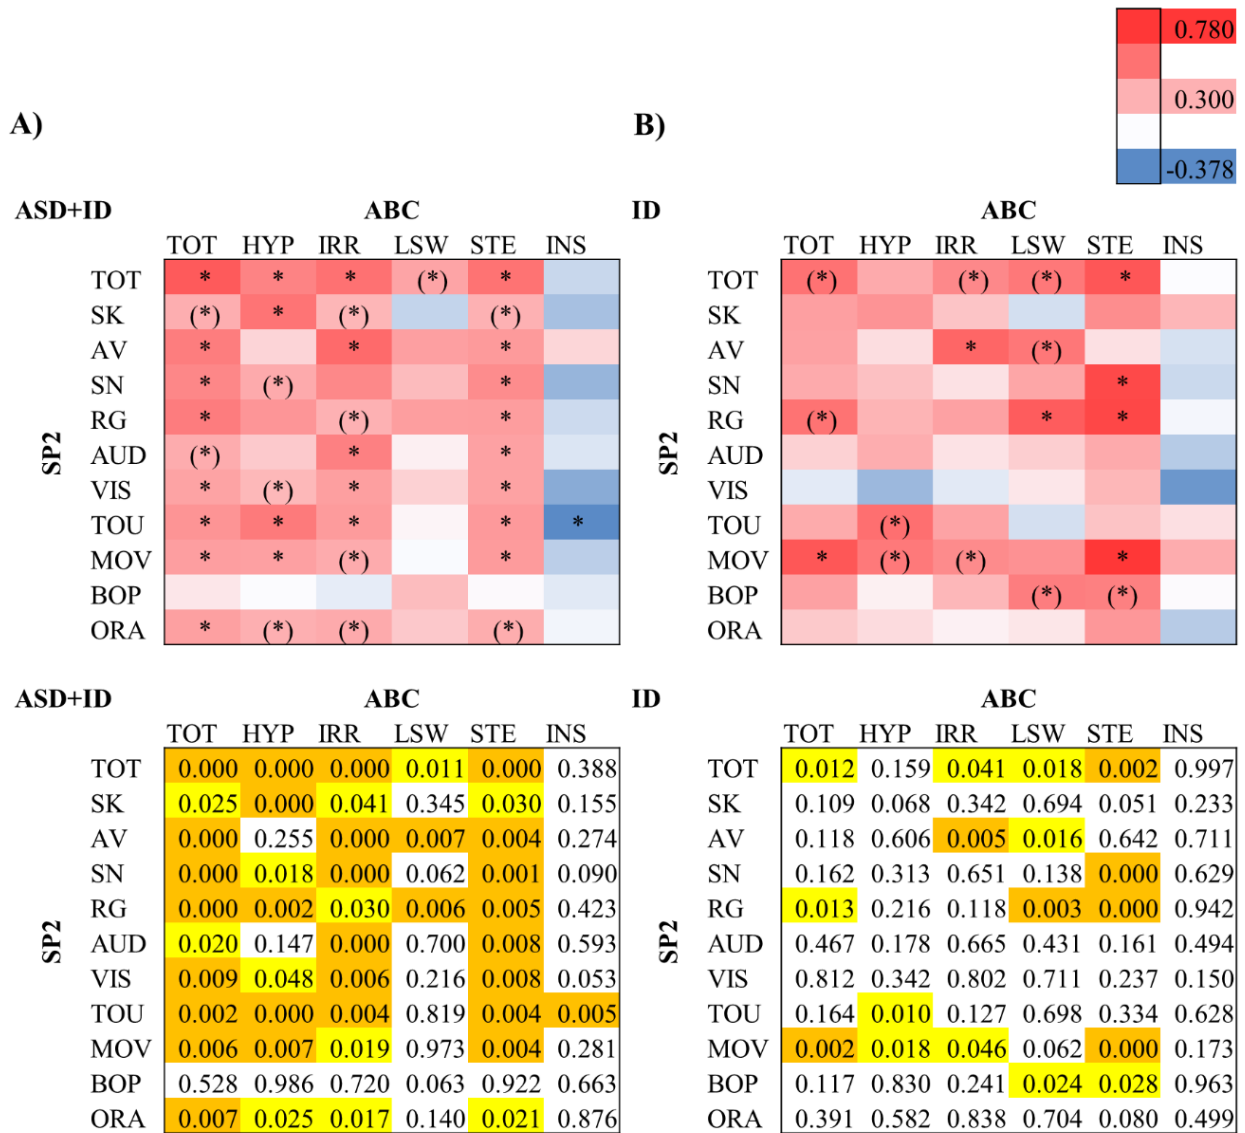 0.780
0.300
-0.378
A) B)
ASD+ID ABC ID ABC
TOT HYP IRR LSW STE INS TOT HYP IRR LSW STE INS
TOT * * * (*) * TOT (*) (*) (*) *
SK (*) * (*) (*) SK
AV * * * AV * (*)
SN * (*) * SN *
RG * (*) * RG (*) * *
AUD (*) * * AUD
VIS * (*) * * VIS
TOU * * * * * TOU (*)
MOV * * (*) * MOV * (*) (*) *
BOP BOP (*) (*)
ORA * (*) (*) (*) ORA
SP2 SP2
ASD+ID ABC ID ABC
TOT HYP IRR LSW STE INS TOT HYP IRR LSW STE INS
TOT 0.000 0.000 0.000 0.011 0.000 0.388 TOT 0.012 0.159 0.041 0.018 0.002 0.997
SK 0.025 0.000 0.041 0.345 0.030 0.155 SK 0.109 0.068 0.342 0.694 0.051 0.233
AV 0.000 0.255 0.000 0.007 0.004 0.274 AV 0.118 0.606 0.005 0.016 0.642 0.711
SN 0.000 0.018 0.000 0.062 0.001 0.090 SN 0.162 0.313 0.651 0.138 0.000 0.629
RG 0.000 0.002 0.030 0.006 0.005 0.423 RG 0.013 0.216 0.118 0.003 0.000 0.942
AUD 0.020 0.147 0.000 0.700 0.008 0.593 AUD 0.467 0.178 0.665 0.431 0.161 0.494
VIS 0.009 0.048 0.006 0.216 0.008 0.053 VIS 0.812 0.342 0.802 0.711 0.237 0.150
TOU 0.002 0.000 0.004 0.819 0.004 0.005 TOU 0.164 0.010 0.127 0.698 0.334 0.628
MOV 0.006 0.007 0.019 0.973 0.004 0.281 MOV 0.002 0.018 0.046 0.062 0.000 0.173
BOP 0.528 0.986 0.720 0.063 0.922 0.663 BOP 0.117 0.830 0.241 0.024 0.028 0.963
ORA 0.007 0.025 0.017 0.140 0.021 0.876 ORA 0.391 0.582 0.838 0.704 0.080 0.499
SP2 SP2